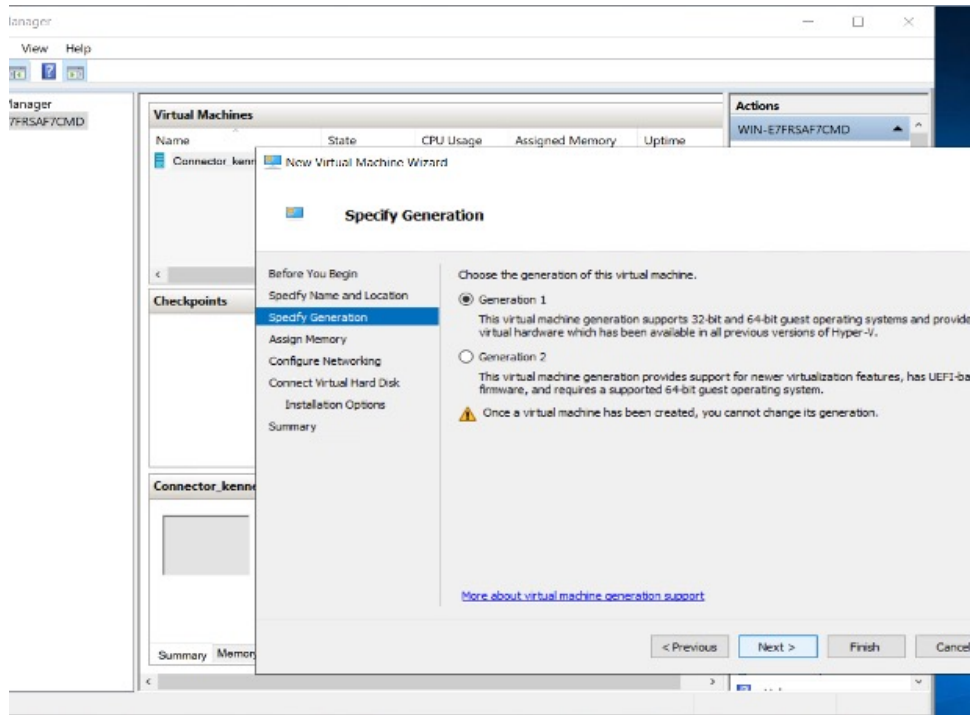 lanager
View Help
Manager
7FRSAF7CMD
Virtual Machines
Name State CPU Usage Assigned Memory Uptime
Connector_kenn
Checkpoints
Connector_kenne
Summary Memory
Actions
WIN-E7FRSAF7CMD
New Virtual Machine Wizard
Specify Generation
Before You Begin
Specify Name and Location
Specify Generation
Assign Memory
Configure Networking
Connect Virtual Hard Disk
Installation Options
Summary
Choose the generation of this virtual machine.
Generation 1
This virtual machine generation supports 32-bit and 64-bit guest operating systems and provide
virtual hardware which has been available in all previous versions of Hyper-V.
Generation 2
This virtual machine generation provides support for newer virtualization features, has UEFI-ba
firmware, and requires a supported 64-bit guest operating system.
Once a virtual machine has been created, you cannot change its generation.
More about virtual machine generation support
< Previous Next > Finish Cancel